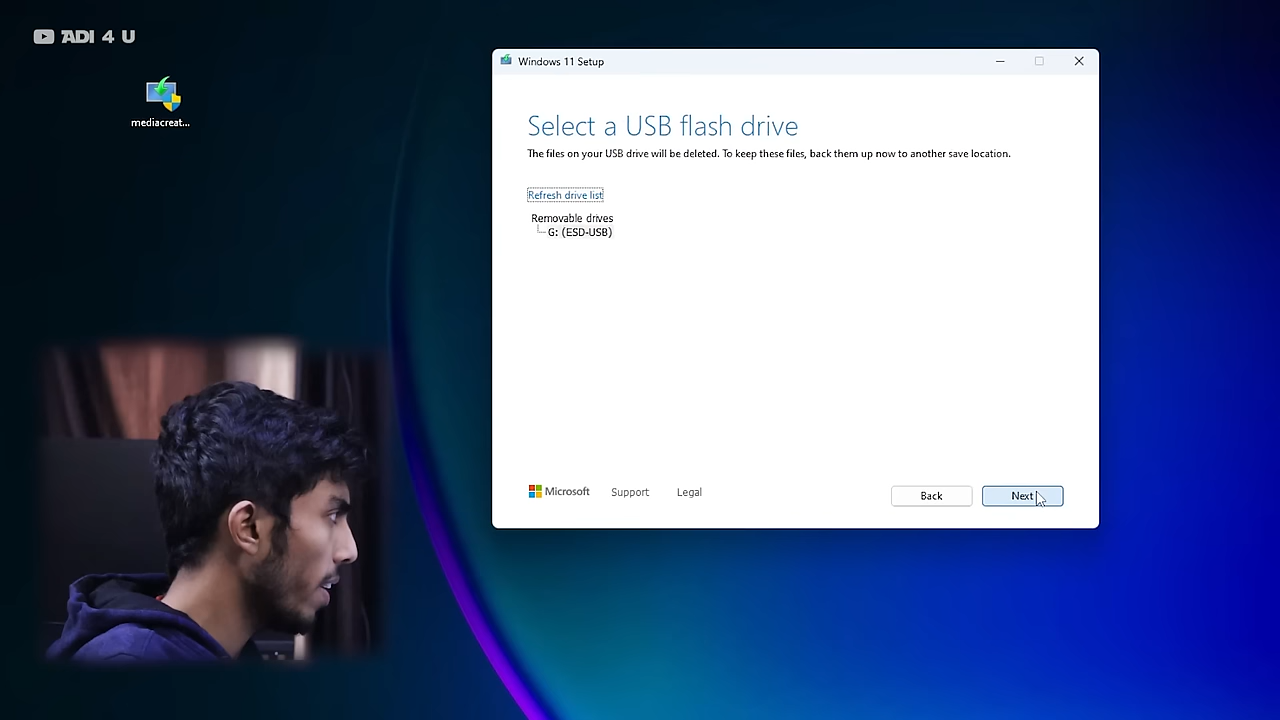 ADI 4 U
mediacreat...
Windows 11 Setup
Select a USB flash drive
The files on your USB drive will be deleted. To keep these files, back them up now to another save location.
Refresh drive list
Removable drives
G: (ESD-USB)
Microsoft Support Legal
Back Next